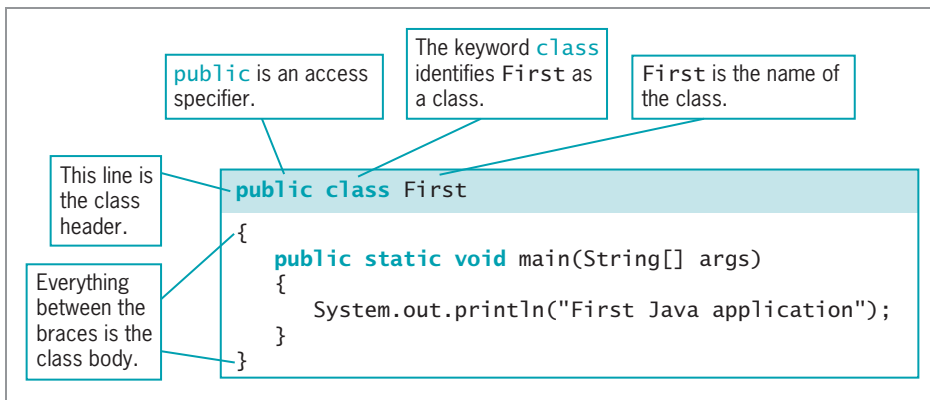 public is an access
specifier.
The keyword class
identifies First as
a class.
First is the name of
the class.
This line is
the class
header.
public class First
{
public static void main(String[] args)
{
System.out.println("First Java application");
}
}
Everything
between the
braces is the
class body.